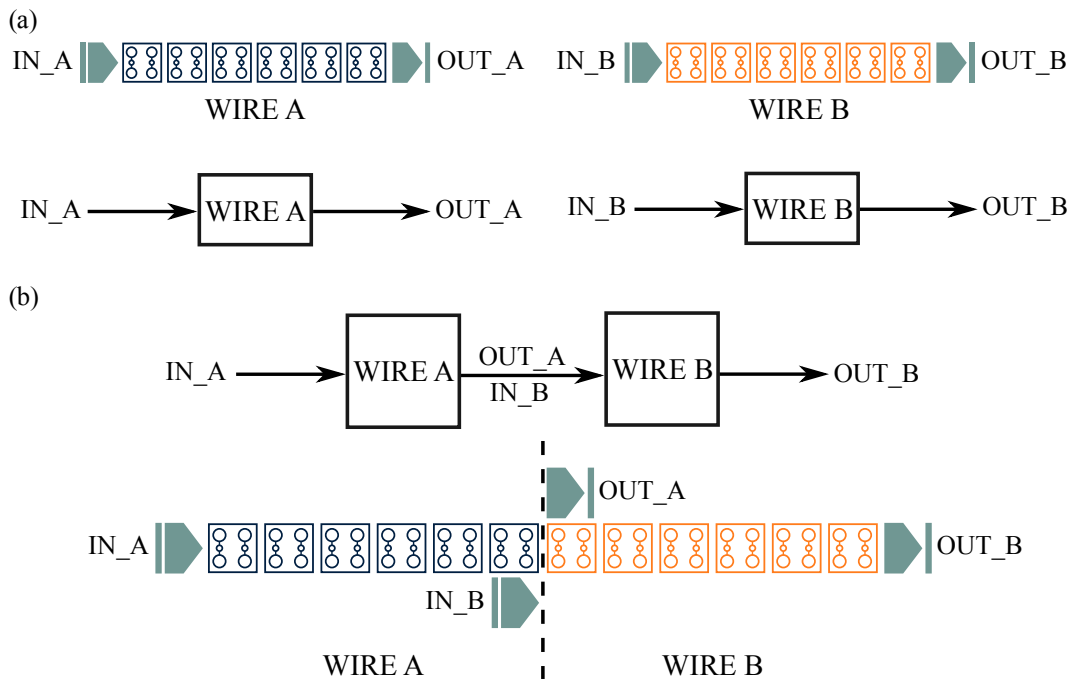 (a)
IN_A OUT_A IN_B OUT_B
WIRE A WIRE B
IN_A WIRE A OUT_A IN_B WIRE B OUT_B
(b)
IN_A WIRE A OUT_A WIRE B OUT_B
IN_B
OUT_A
IN_A OUT_B
IN_B
WIRE A WIRE B